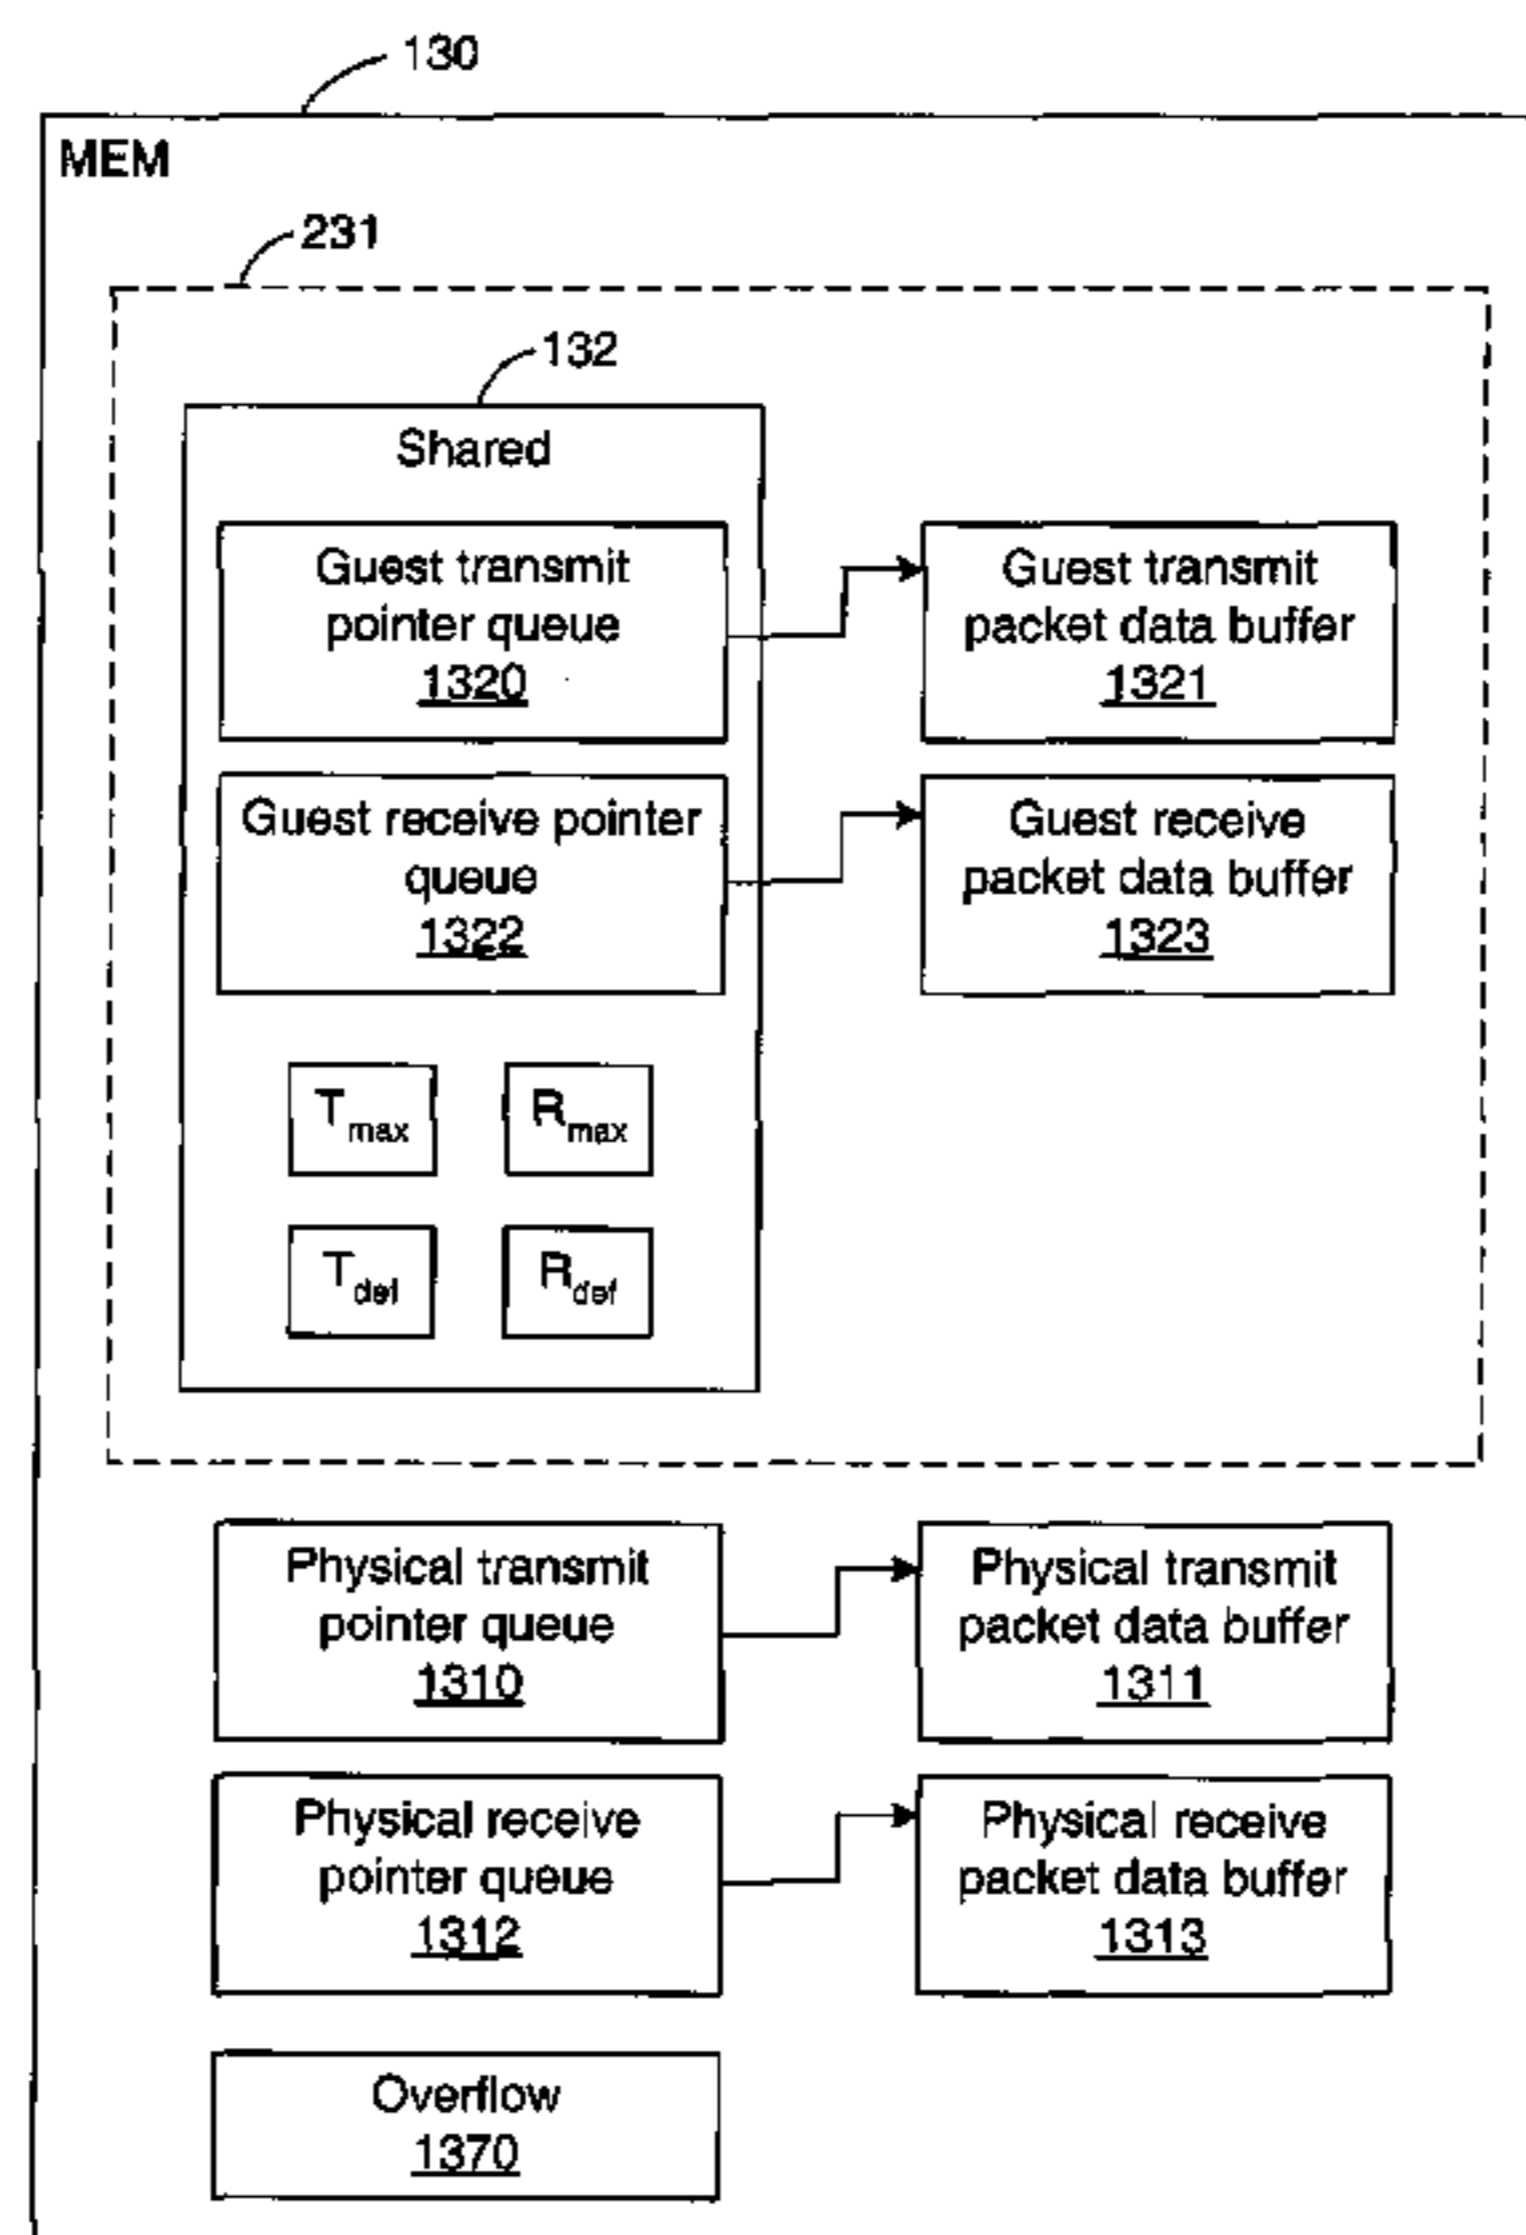 130
MEM
231
132
Shared
Guest transmit
pointer queue
1320
Guest transmit
packet data buffer
1321
Guest receive pointer
queue
1322
Guest receive
packet data buffer
1323
Tmax
Rmax
Tdef
Rdef
Physical transmit
pointer queue
1310
Physical transmit
packet data buffer
1311
Physical receive
pointer queue
1312
Physical receive
packet data buffer
1313
Overflow
1370